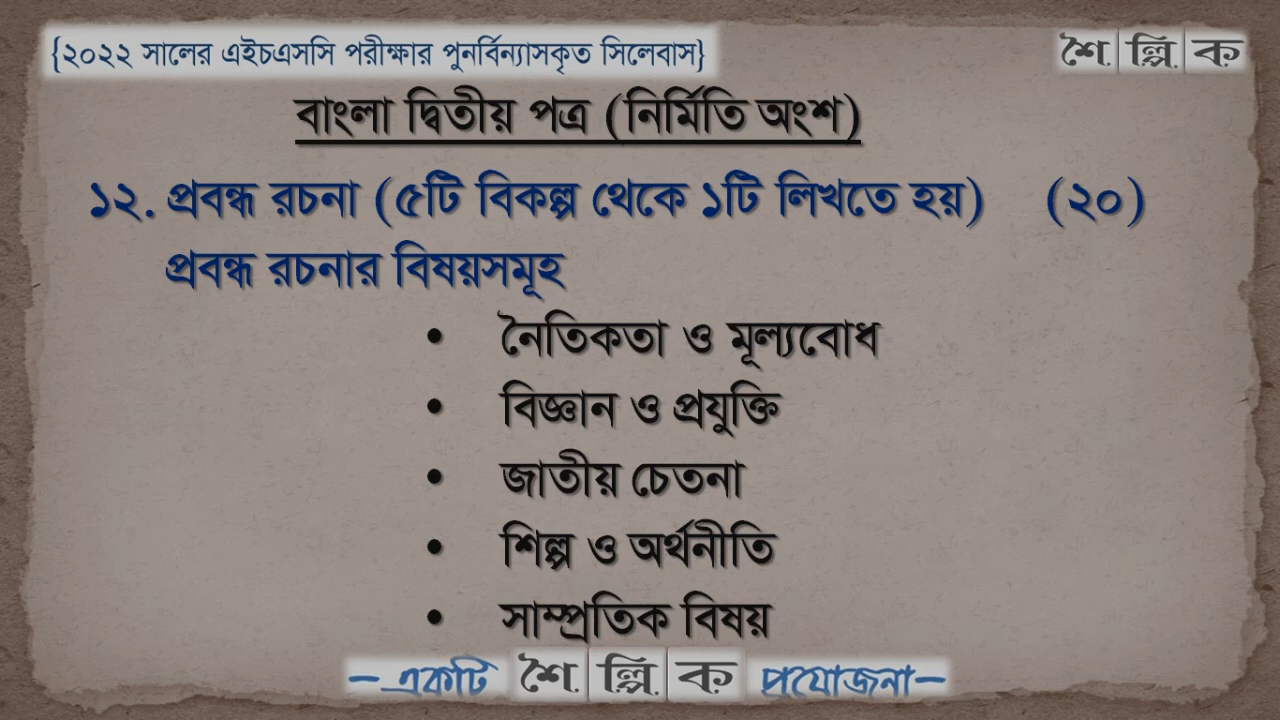 {২০২২ সালের এইচএসসি পরীক্ষার পুনর্বিন্যাসকৃত সিলেবাস}
শৈল্পিক
বাংলা দ্বিতীয় পত্র (নির্মিতি অংশ)
১২. প্রবন্ধ রচনা (৫টি বিকল্প থেকে ১টি লিখতে হয়) (২০)
প্রবন্ধ রচনার বিষয়সমূহ
• নৈতিকতা ও মূল্যবোধ
• বিজ্ঞান ও প্রযুক্তি
• জাতীয় চেতনা
• শিল্প ও অর্থনীতি
• সাম্প্রতিক বিষয়
–একটি শৈল্পিক প্রযোজনা–